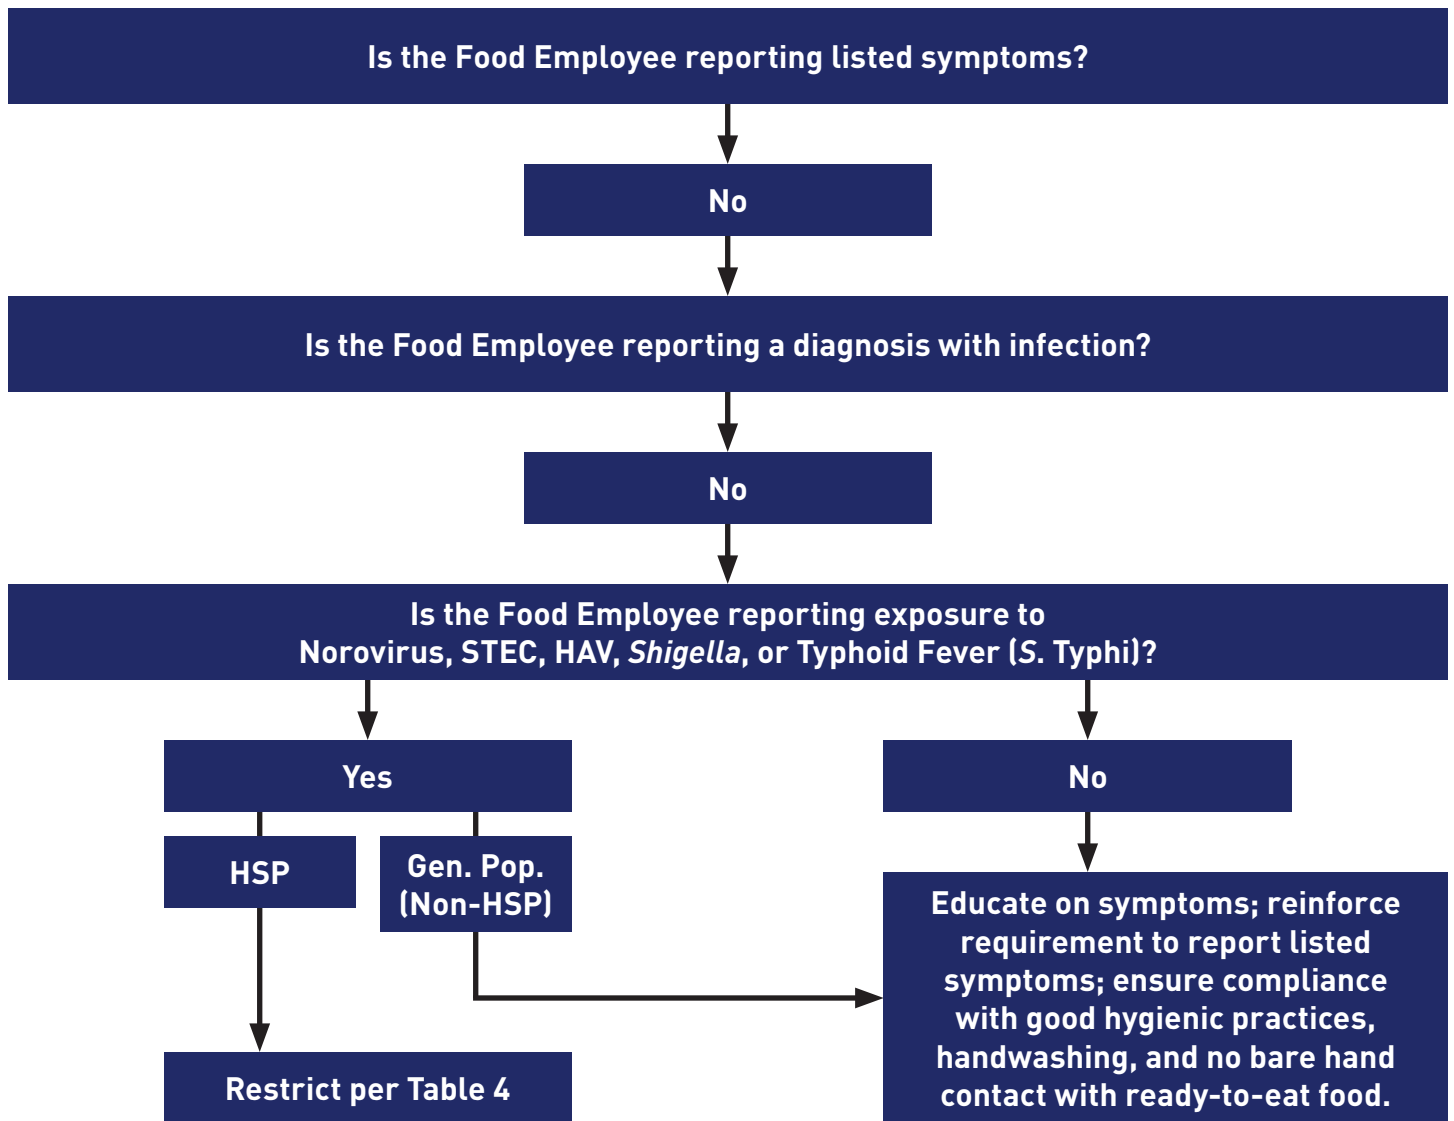 Is the Food Employee reporting listed symptoms?
No
Is the Food Employee reporting a diagnosis with infection?
No
Is the Food Employee reporting exposure to
Norovirus, STEC, HAV, Shigella, or Typhoid Fever (S. Typhi)?
Yes
No
HSP
Gen. Pop.
(Non-HSP)
Educate on symptoms; reinforce
requirement to report listed
symptoms; ensure compliance
with good hygienic practices,
handwashing, and no bare hand
contact with ready-to-eat food.
Restrict per Table 4